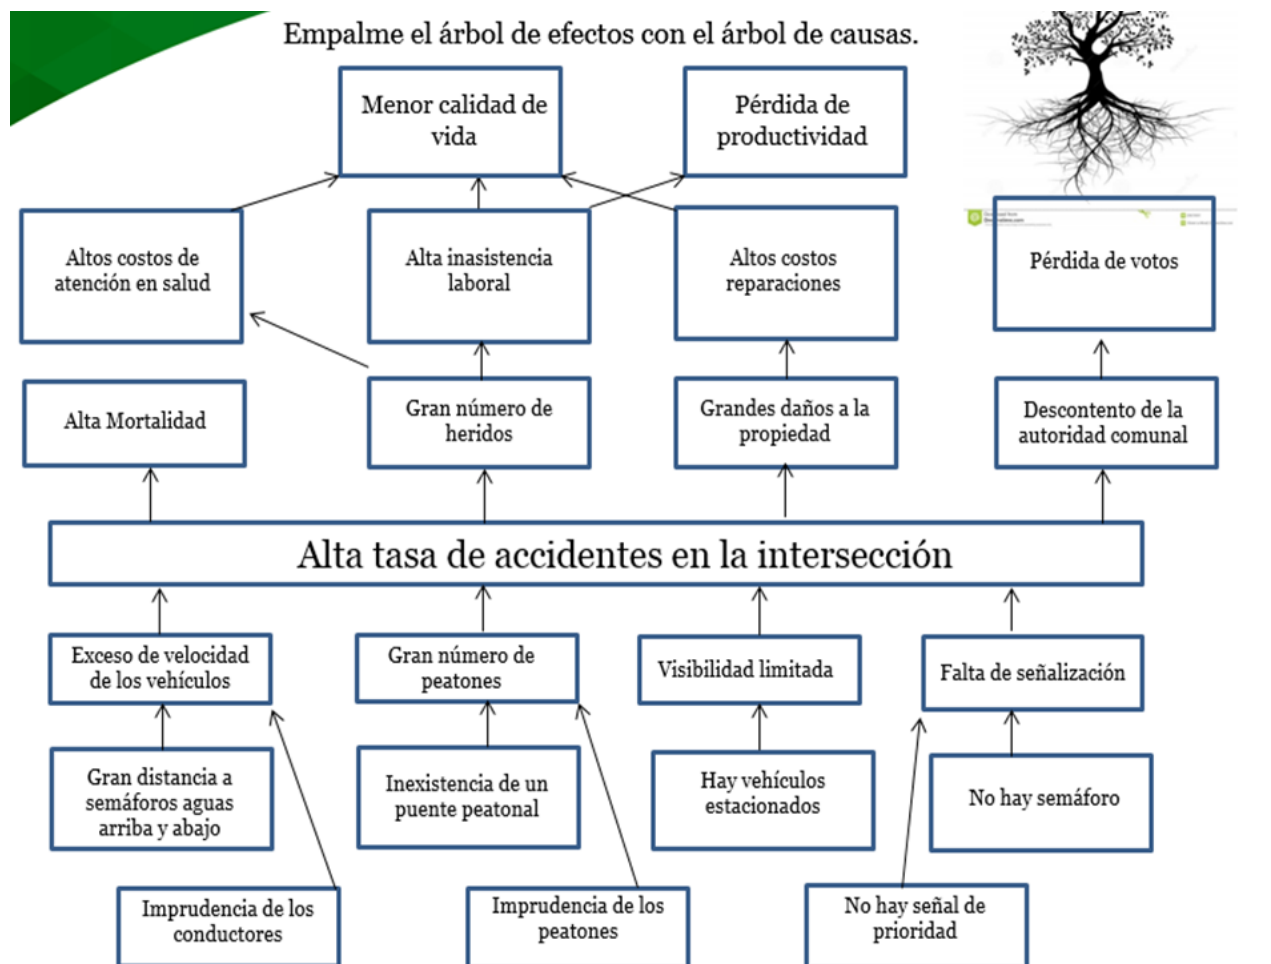 Empalme el árbol de efectos con el árbol de causas.
Menor calidad de
vida
Pérdida de
productividad
Altos costos de
atención en salud
Alta inasistencia
laboral
Altos costos
reparaciones
Pérdida de votos
Alta Mortalidad
Gran número de
heridos
Grandes daños a la
propiedad
Descontento de la
autoridad comunal
Alta tasa de accidentes en la intersección
Exceso de velocidad
de los vehículos
Gran número de
peatones
Visibilidad limitada
Falta de señalización
Gran distancia a
semáforos aguas
arriba y abajo
Inexistencia de un
puente peatonal
Hay vehículos
estacionados
No hay semáforo
Imprudencia de los
conductores
Imprudencia de los
peatones
No hay señal de
prioridad